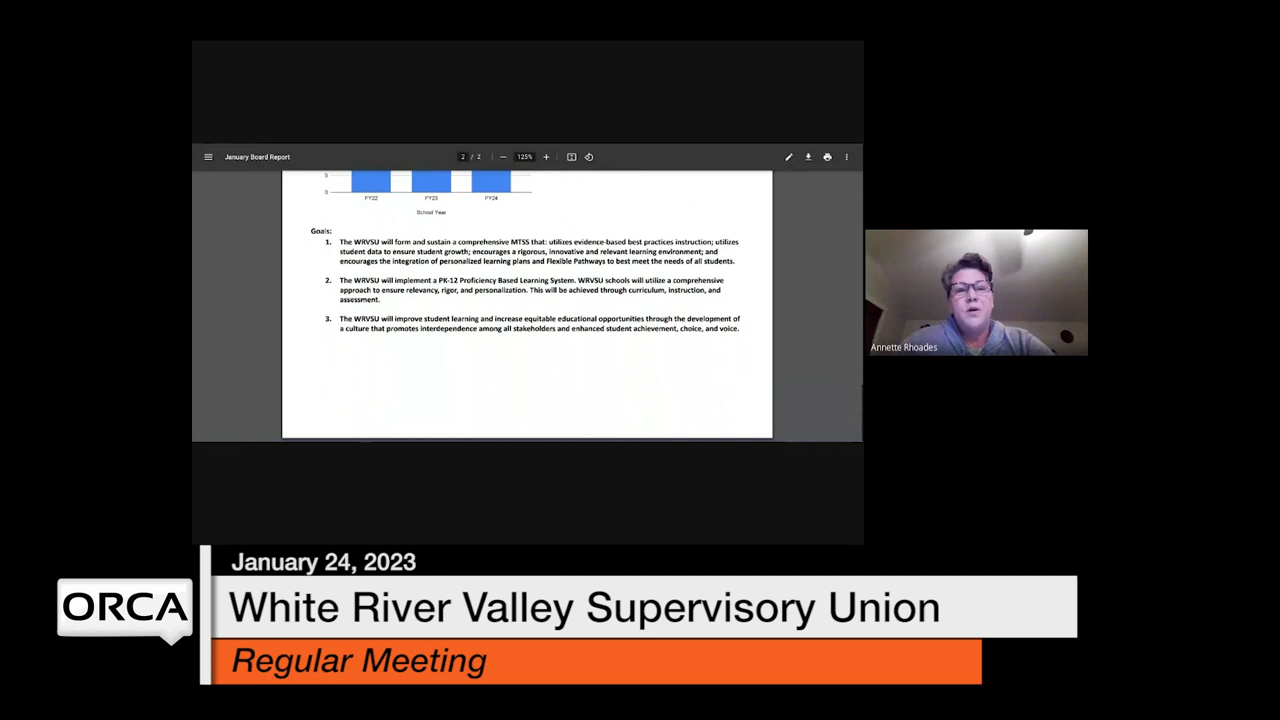 January Board Report
2 / 2
125%
5
0
FY22
FY23
FY24
School Year
Goals:
1. The WRVSU will form and sustain a comprehensive MTSS that: utilizes evidence-based best practices instruction; utilizes
student data to ensure student growth; encourages a rigorous, innovative and relevant learning environment; and
encourages the integration of personalized learning plans and Flexible Pathways to best meet the needs of all students.
2. The WRVSU will implement a PK-12 Proficiency Based Learning System. WRVSU schools will utilize a comprehensive
approach to ensure relevancy, rigor, and personalization. This will be achieved through curriculum, instruction, and
assessment.
3. The WRVSU will improve student learning and increase equitable educational opportunities through the development of
a culture that promotes interdependence among all stakeholders and enhanced student achievement, choice, and voice.
Annette Rhoades
January 24, 2023
ORCA
White River Valley Supervisory Union
Regular Meeting